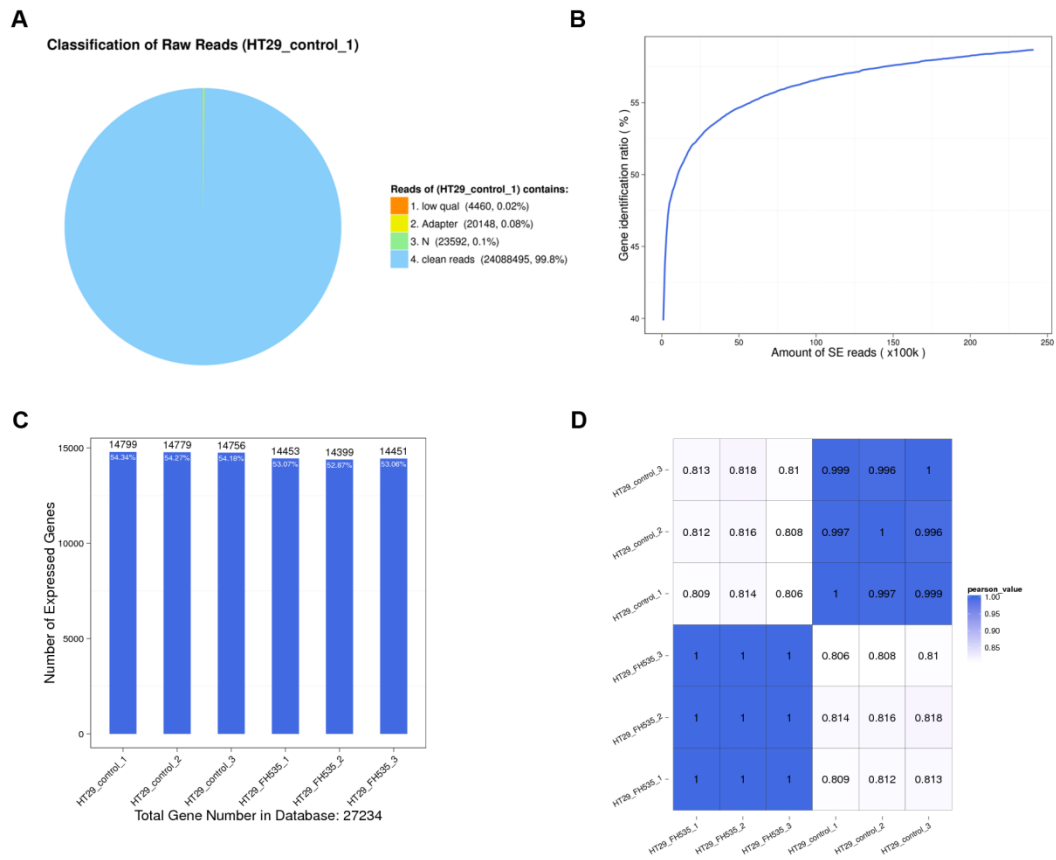 A
Classification of Raw Reads (HT29_control_1)
Reads of (HT29_control_1) contains:
1. low qual (4460, 0.02%)
2. Adapter (20148, 0.08%)
3. N (23592, 0.1%)
4. clean reads (24088495, 99.8%)
B
Gene identification ratio ( % )
55
50
45
40
0 50 100 150 200 250
Amount of SE reads ( x100k )
C
Number of Expressed Genes
15000
10000
5000
0
14799 14779 14756 14453 14399 14451
54.34% 54.27% 54.18% 53.07% 52.87% 53.06%
HT29_control_1 HT29_control_2 HT29_control_3 HT29_FH535_1 HT29_FH535_2 HT29_FH535_3
Total Gene Number in Database: 27234
D
HT29_control_3 0.813 0.818 0.81 0.999 0.996 1
HT29_control_2 0.812 0.816 0.808 0.997 1 0.996
HT29_control_1 0.809 0.814 0.806 1 0.997 0.999
HT29_FH535_3 1 1 1 0.806 0.808 0.81
HT29_FH535_2 1 1 1 0.814 0.816 0.818
HT29_FH535_1 1 1 1 0.809 0.812 0.813
HT29_FH535_1 HT29_FH535_2 HT29_FH535_3 HT29_control_1 HT29_control_2 HT29_control_3
pearson_value
1.00
0.95
0.90
0.85